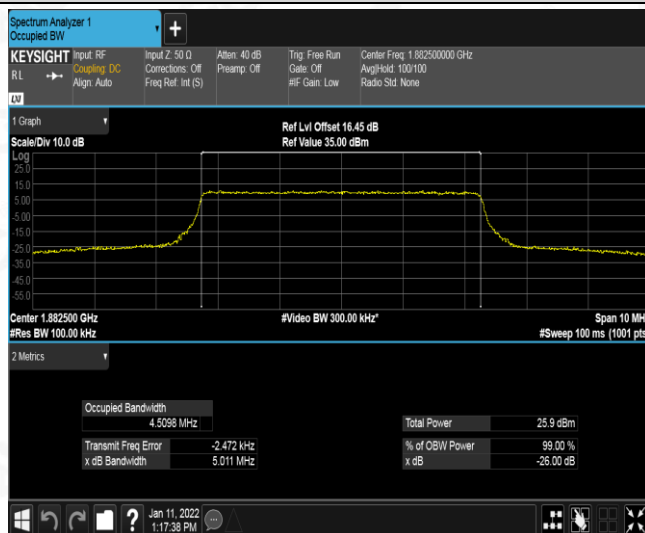 Spectrum Analyzer 1
Occupied BW
+
KEYSIGHT
RL
LXI
Input: RF
Coupling: DC
Align: Auto
Input Z: 50 Ω
Corrections: Off
Freq Ref: Int (S)
Atten: 40 dB
Preamp: Off
Trig: Free Run
Gate: Off
#IF Gain: Low
Center Freq: 1.882500000 GHz
Avg|Hold: 100/100
Radio Std: None
1 Graph
Scale/Div 10.0 dB
Ref Lvl Offset 16.45 dB
Ref Value 35.00 dBm
Log
25.0
15.0
5.00
-5.00
-15.0
-25.0
-35.0
-45.0
-55.0
Center 1.882500 GHz
#Res BW 100.00 kHz
#Video BW 300.00 kHz*
Span 10 MH
#Sweep 100 ms (1001 pts
2 Metrics
Occupied Bandwidth
4.5098 MHz
Transmit Freq Error -2.472 kHz
x dB Bandwidth 5.011 MHz
Total Power 25.9 dBm
% of OBW Power 99.00 %
x dB -26.00 dB
?
Jan 11, 2022
1:17:38 PM